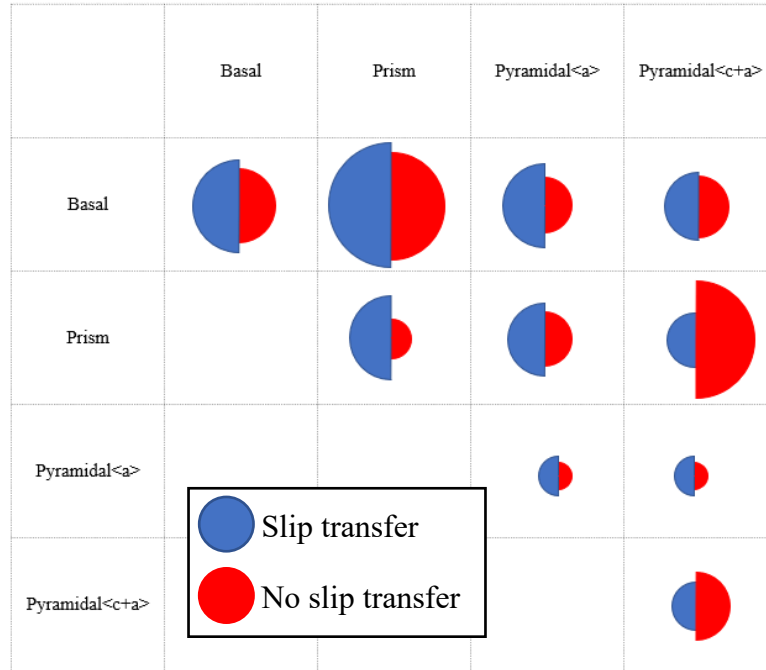 Basal
Prism
Pyramidal<a>
Pyramidal<c+a>
Basal
Prism
Pyramidal<a>
Pyramidal<c+a>
Slip transfer
No slip transfer